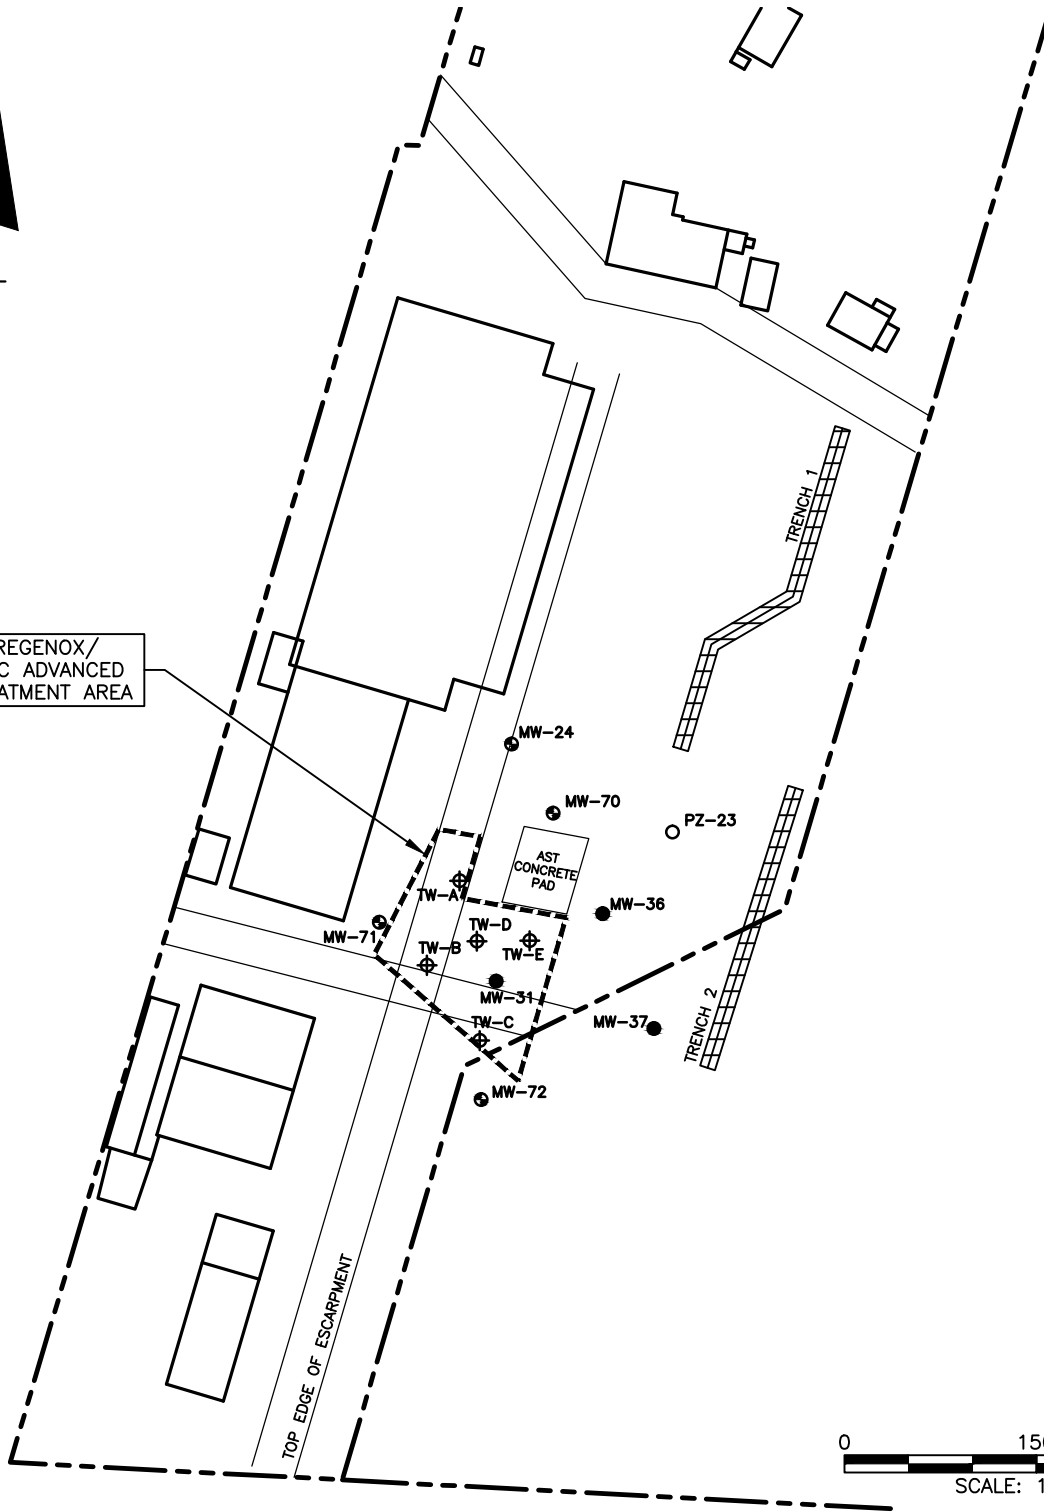 TRENCH 1
REGENOX/
C ADVANCED
ATMENT AREA
MW-24
MW-70
PZ-23
AST
CONCRETE
PAD
TW-A
MW-36
MW-71
TW-D
TW-B
TW-E
MW-31
TW-C
MW-37
TRENCH 2
MW-72
TOP EDGE OF ESCARPMENT
0
SCALE: 1